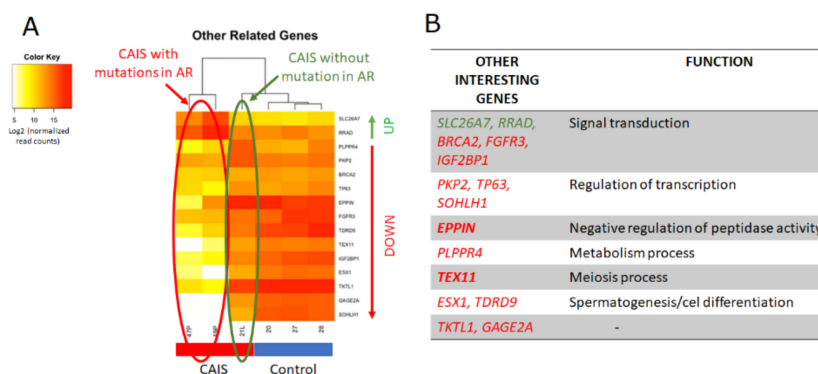 A
Other Related Genes
Color Key
5 10 15
Log2 (normalized
read counts)
CAIS with
mutations in AR
CAIS without
mutation in AR
SLC26A7
RRAD
PLPPR4
PKP2
BRCA2
TP63
EPPIN
FGFR3
TDRD9
TEX11
IGF2BP1
ESX1
TKTL1
GAGE2A
SOHLH1
UP
DOWN
47P
21L
20
27
28
CAIS
Control
B
OTHER
INTERESTING
GENES
FUNCTION
SLC26A7, RRAD,
BRCA2, FGFR3,
IGF2BP1
Signal transduction
PKP2, TP63,
SOHLH1
Regulation of transcription
EPPIN
Negative regulation of peptidase activity
PLPPR4
Metabolism process
TEX11
Meiosis process
ESX1, TDRD9
Spermatogenesis/cel differentiation
TKTL1, GAGE2A
-